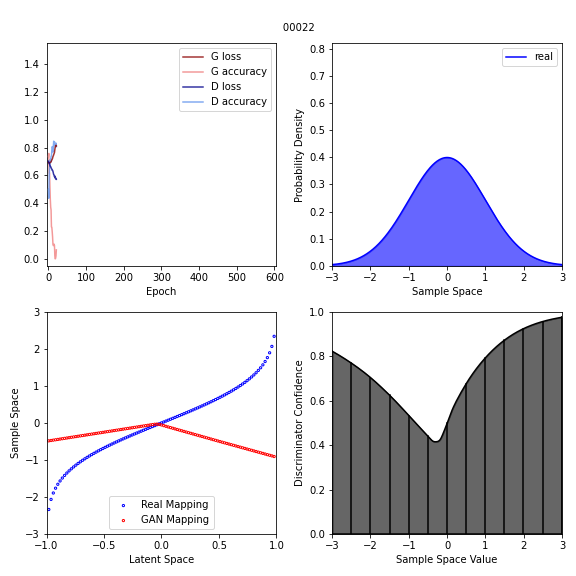 00022
G loss
G accuracy
D loss
D accuracy
1.4
1.2
1.0
0.8
0.6
0.4
0.2
0.0
0 100 200 300 400 500 600
Epoch
real
Probability Density
0.8
0.7
0.6
0.5
0.4
0.3
0.2
0.1
0.0
−3 −2 −1 0 1 2 3
Sample Space
Sample Space
3
2
1
0
−1
−2
−3
Real Mapping
GAN Mapping
−1.0 −0.5 0.0 0.5 1.0
Latent Space
Discriminator Confidence
1.0
0.8
0.6
0.4
0.2
0.0
−3 −2 −1 0 1 2 3
Sample Space Value